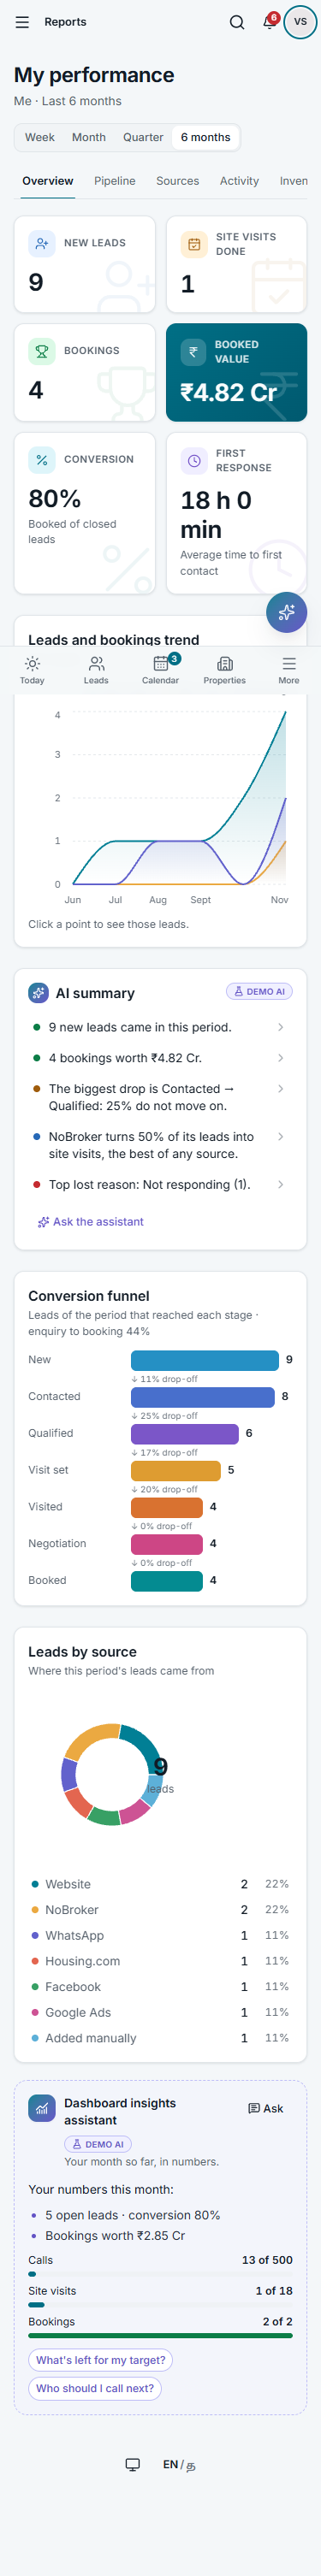 Reports
6
VS
My performance
Me · Last 6 months
Week Month Quarter 6 months
Overview Pipeline Sources Activity Inven
NEW LEADS
9
SITE VISITS
DONE
1
BOOKINGS
4
₹
BOOKED
VALUE
₹4.82 Cr
CONVERSION
80%
Booked of closed
leads
FIRST
RESPONSE
18 h 0
min
Average time to first
contact
Leads and bookings trend
3
Today Leads Calendar Properties More
4
3
2
1
0
Jun Jul Aug Sept Nov
Click a point to see those leads.
AI summary
DEMO AI
9 new leads came in this period.
4 bookings worth ₹4.82 Cr.
The biggest drop is Contacted →
Qualified: 25% do not move on.
NoBroker turns 50% of its leads into
site visits, the best of any source.
Top lost reason: Not responding (1).
Ask the assistant
Conversion funnel
Leads of the period that reached each stage ·
enquiry to booking 44%
New 9
↓ 11% drop-off
Contacted 8
↓ 25% drop-off
Qualified 6
↓ 17% drop-off
Visit set 5
↓ 20% drop-off
Visited 4
↓ 0% drop-off
Negotiation 4
↓ 0% drop-off
Booked 4
Leads by source
Where this period's leads came from
9
leads
Website 2 22%
NoBroker 2 22%
WhatsApp 1 11%
Housing.com 1 11%
Facebook 1 11%
Google Ads 1 11%
Added manually 1 11%
Dashboard insights
assistant
Ask
DEMO AI
Your month so far, in numbers.
Your numbers this month:
• 5 open leads · conversion 80%
• Bookings worth ₹2.85 Cr
Calls 13 of 500
Site visits 1 of 18
Bookings 2 of 2
What's left for my target?
Who should I call next?
EN / த